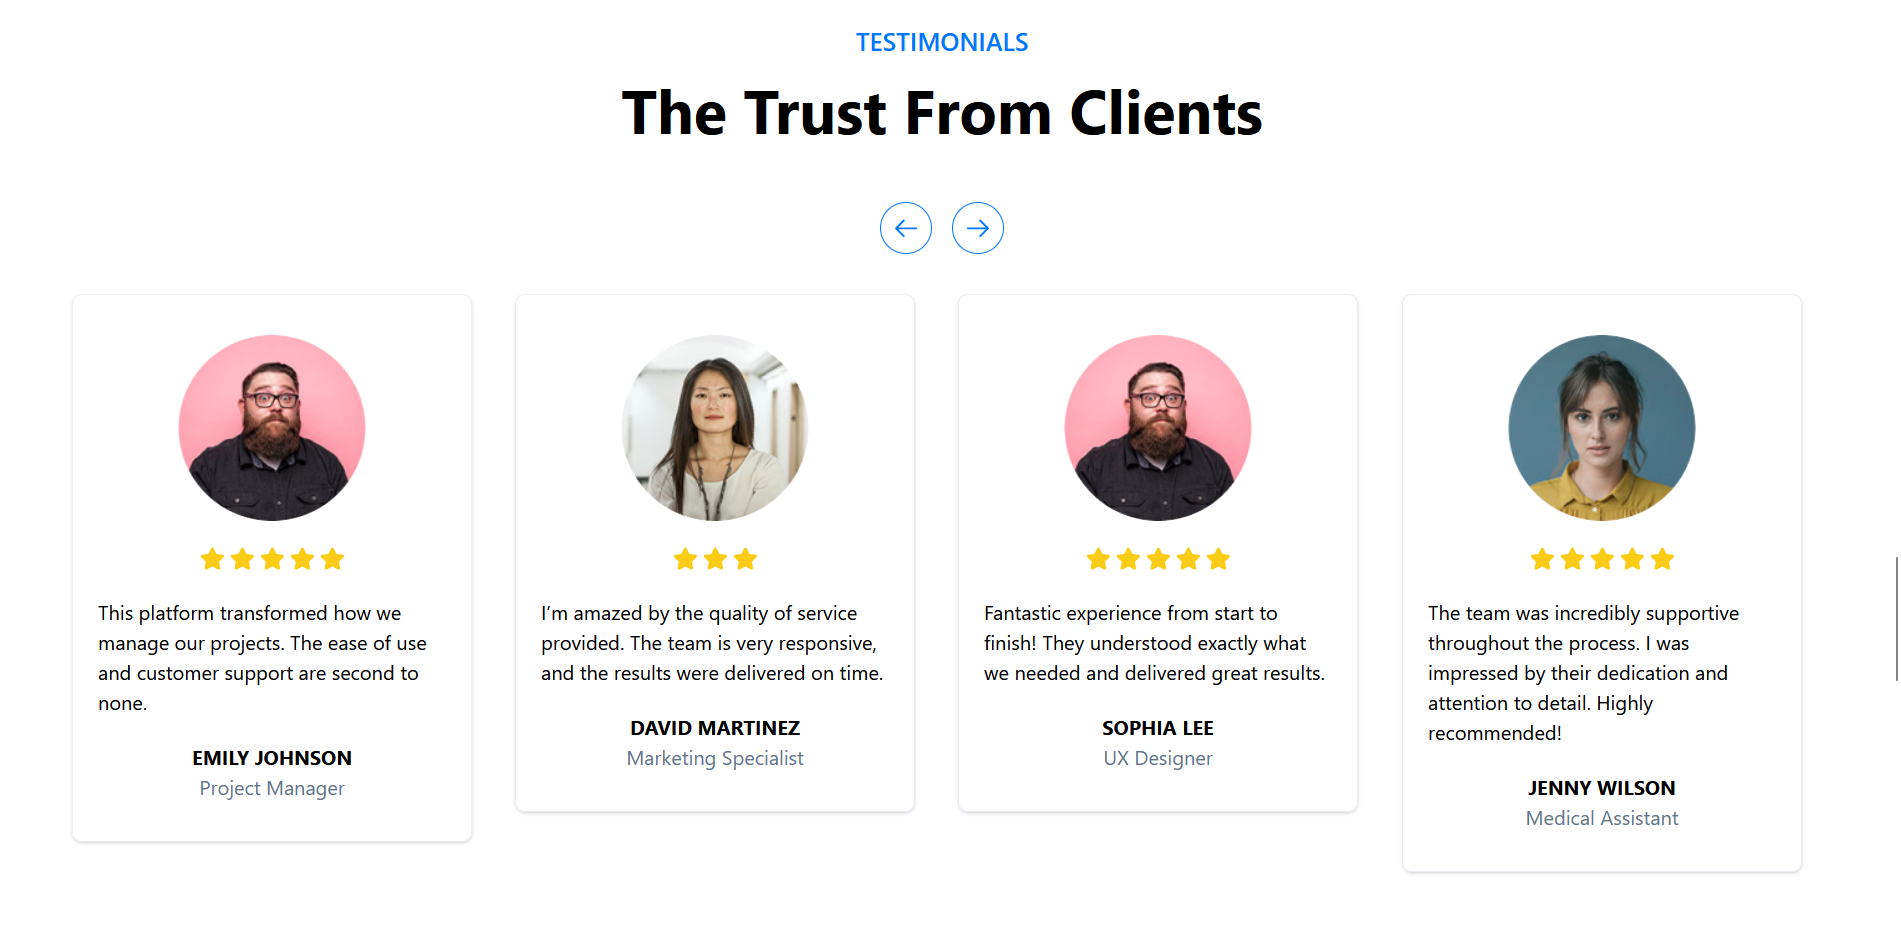 TESTIMONIALS
The Trust From Clients
This platform transformed how we
manage our projects. The ease of use
and customer support are second to
none.
EMILY JOHNSON
Project Manager
I’m amazed by the quality of service
provided. The team is very responsive,
and the results were delivered on time.
DAVID MARTINEZ
Marketing Specialist
Fantastic experience from start to
finish! They understood exactly what
we needed and delivered great results.
SOPHIA LEE
UX Designer
The team was incredibly supportive
throughout the process. I was
impressed by their dedication and
attention to detail. Highly
recommended!
JENNY WILSON
Medical Assistant